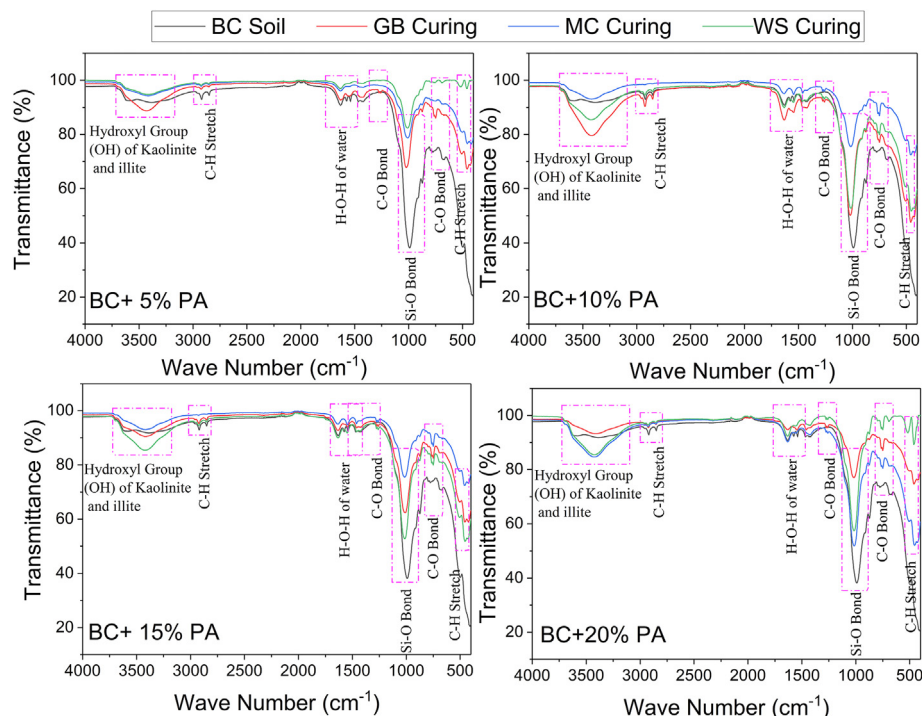 BC Soil GB Curing MC Curing WS Curing
Transmittance (%)
100
80
60
40
20
Hydroxyl Group
(OH) of Kaolinite
and illite
C-H Stretch
H-O-H of water
C-O Bond
Si-O Bond
C-O Bond
C-H Stretch
BC+ 5% PA
4000 3500 3000 2500 2000 1500 1000 500
Wave Number (cm-1)
Transmittance (%)
100
80
60
40
20
Hydroxyl Group
(OH) of Kaolinite
and illite
C-H Stretch
H-O-H of water
C-O Bond
Si-O Bond
C-O Bond
C-H Stretch
BC+10% PA
4000 3500 3000 2500 2000 1500 1000 500
Wave Number (cm-1)
Transmittance (%)
100
80
60
40
20
Hydroxyl Group
(OH) of Kaolinite
and illite
C-H Stretch
H-O-H of water
C-O Bond
Si-O Bond
C-O Bond
C-H Stretch
BC+ 15% PA
4000 3500 3000 2500 2000 1500 1000 500
Wave Number (cm-1)
Transmittance (%)
100
80
60
40
20
Hydroxyl Group
(OH) of Kaolinite
and illite
C-H Stretch
H-O-H of water
C-O Bond
Si-O Bond
C-O Bond
C-H Stretch
BC+20% PA
4000 3500 3000 2500 2000 1500 1000 500
Wave Number (cm-1)